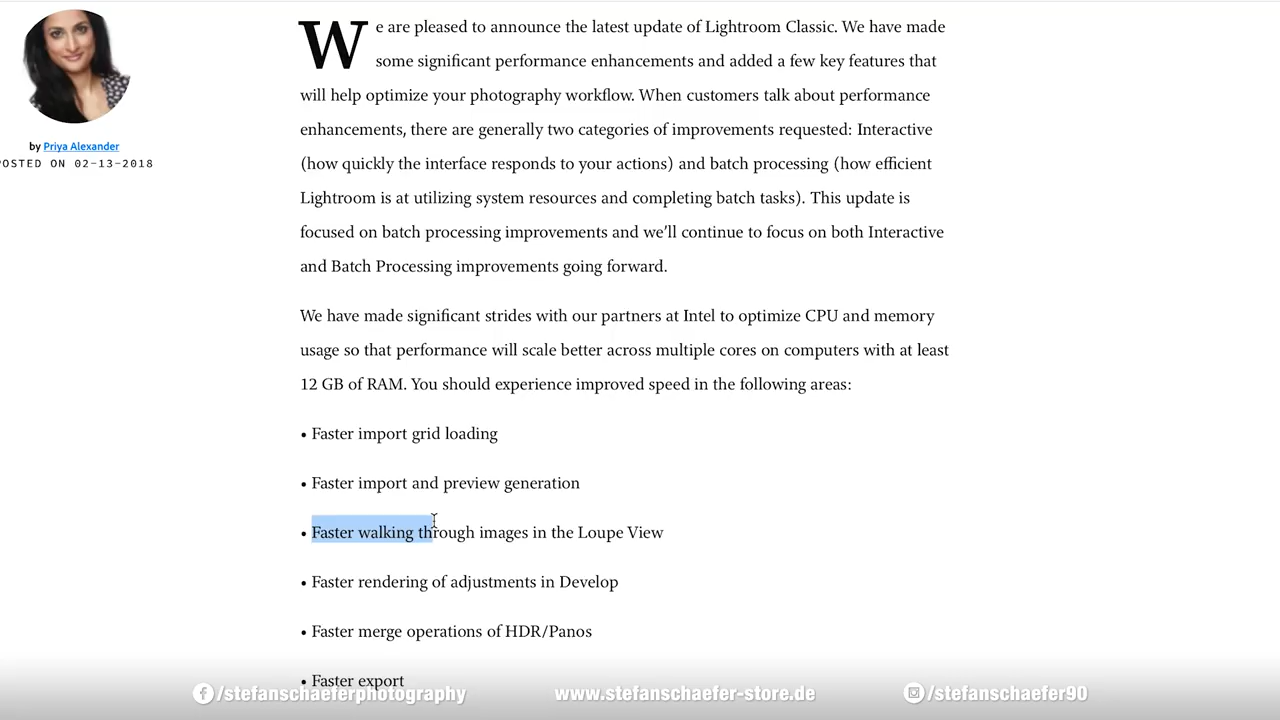 We are pleased to announce the latest update of Lightroom Classic. We have made
some significant performance enhancements and added a few key features that
will help optimize your photography workflow. When customers talk about performance
enhancements, there are generally two categories of improvements requested: Interactive
(how quickly the interface responds to your actions) and batch processing (how efficient
Lightroom is at utilizing system resources and completing batch tasks). This update is
focused on batch processing improvements and we’ll continue to focus on both Interactive
and Batch Processing improvements going forward.
by Priya Alexander
POSTED ON 02-13-2018
We have made significant strides with our partners at Intel to optimize CPU and memory
usage so that performance will scale better across multiple cores on computers with at least
12 GB of RAM. You should experience improved speed in the following areas:
• Faster import grid loading
• Faster import and preview generation
• Faster walking through images in the Loupe View
• Faster rendering of adjustments in Develop
• Faster merge operations of HDR/Panos
• Faster export
/stefanschaeferphotography
www.stefanschaefer-store.de
/stefanschaefer90